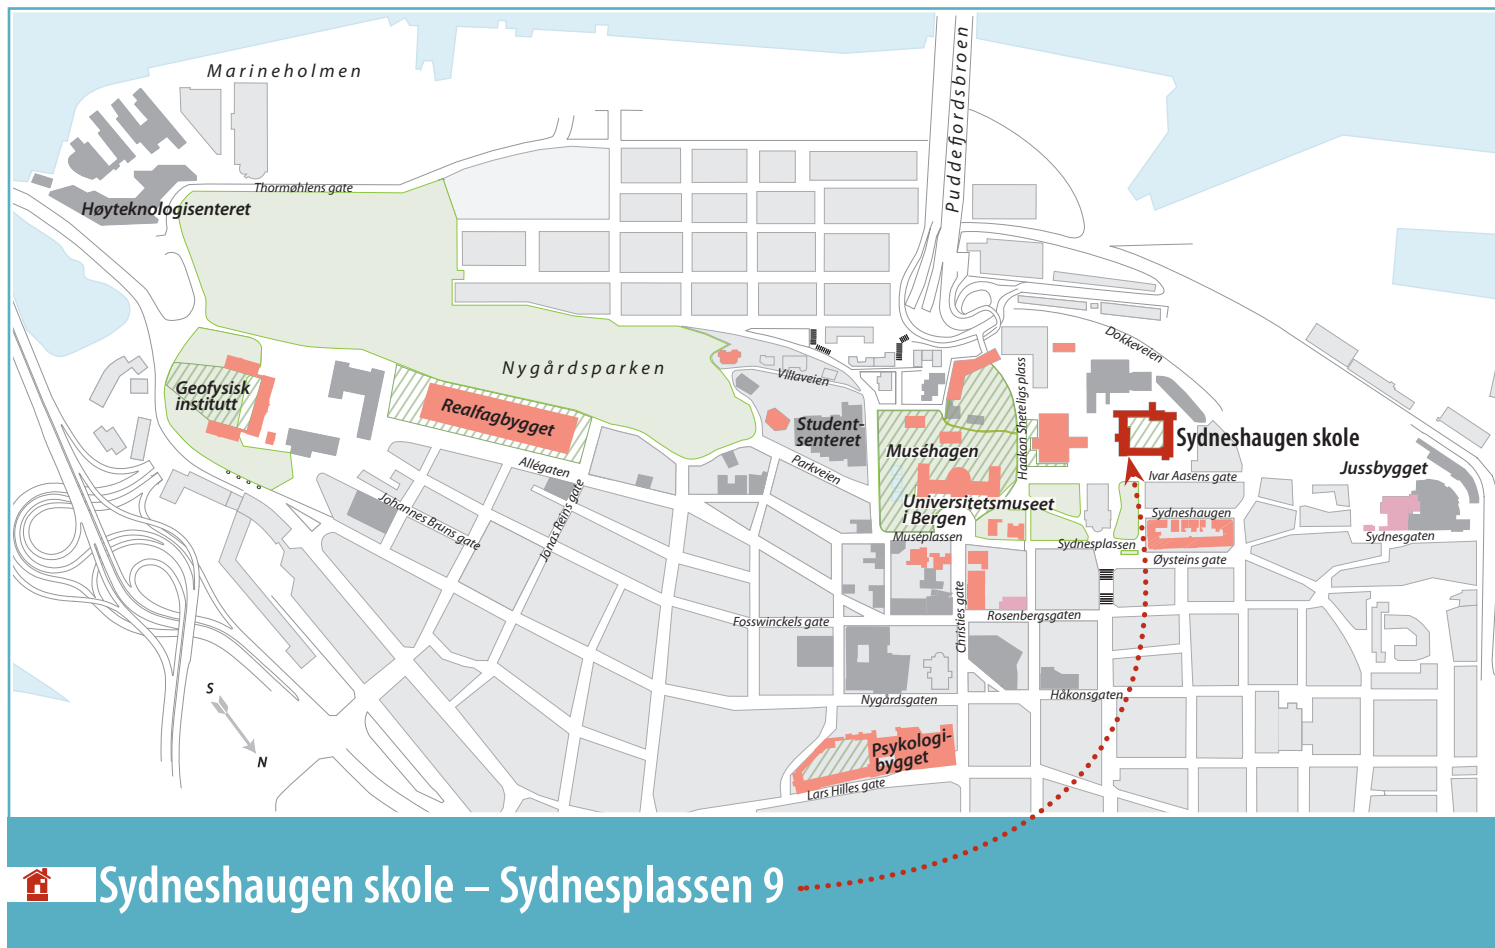 Marineholmen
Puddefjordsbroen
Thormøhlens gate
Høyteknologisenteret
Dokkeveien
Nygårdsparken
Villaveien
Haakon Sheteligs plass
Geofysisk
institutt
Realfagbygget
Student-
senteret
Muséhagen
Sydneshaugen skole
Jussbygget
Allégaten
Parkveien
Ivar Aasens gate
Johannes Bruns gate
Jonas Reins gate
Universitetsmuseet
i Bergen
Muséplassen
Sydneshaugen
Sydnesplassen
Sydnesgaten
Øysteins gate
Christies gate
Rosenbergsgaten
Fosswinckels gate
Nygårdsgaten
Håkonsgaten
S
N
Psykologi-
bygget
Lars Hilles gate
Sydneshaugen skole – Sydnesplassen 9